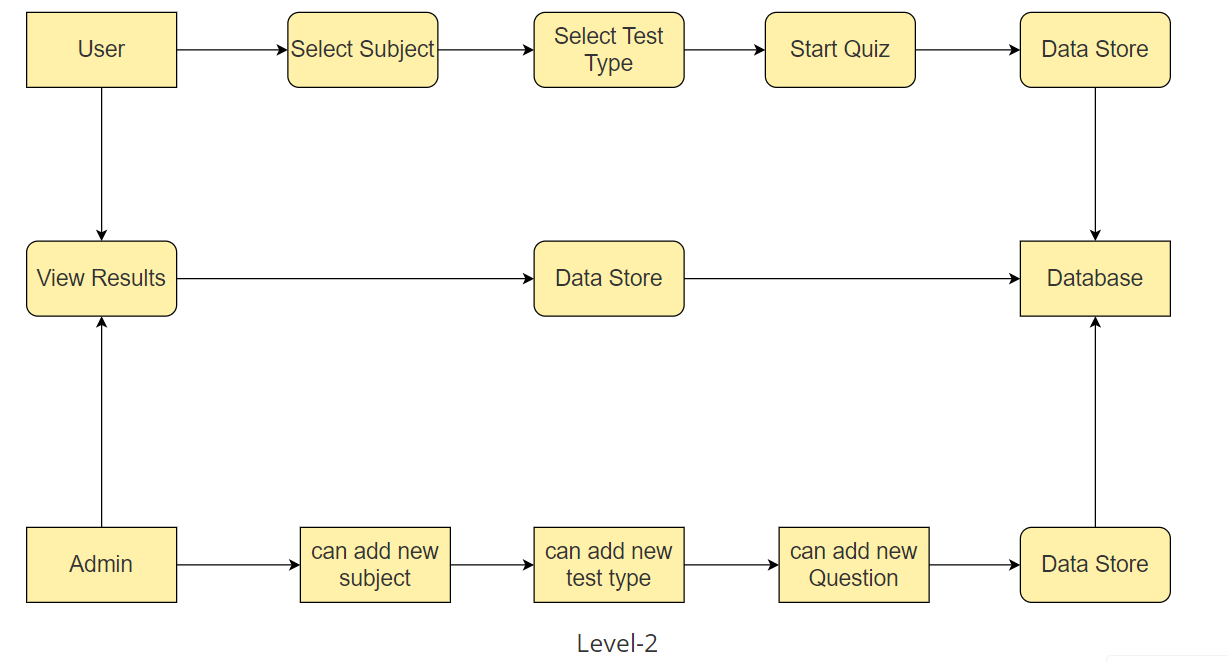 User
Select Subject
Select Test
Type
Start Quiz
Data Store
View Results
Data Store
Database
Admin
can add new
subject
can add new
test type
can add new
Question
Data Store
Level-2